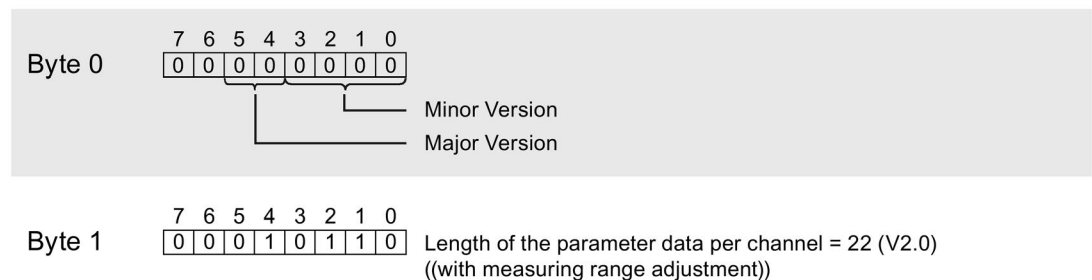 7 6 5 4 3 2 1 0
Byte 0 0 0 0 0 0 0 0 0
Minor Version
Major Version
7 6 5 4 3 2 1 0
Byte 1 0 0 0 1 0 1 1 0 Length of the parameter data per channel = 22 (V2.0)
((with measuring range adjustment))